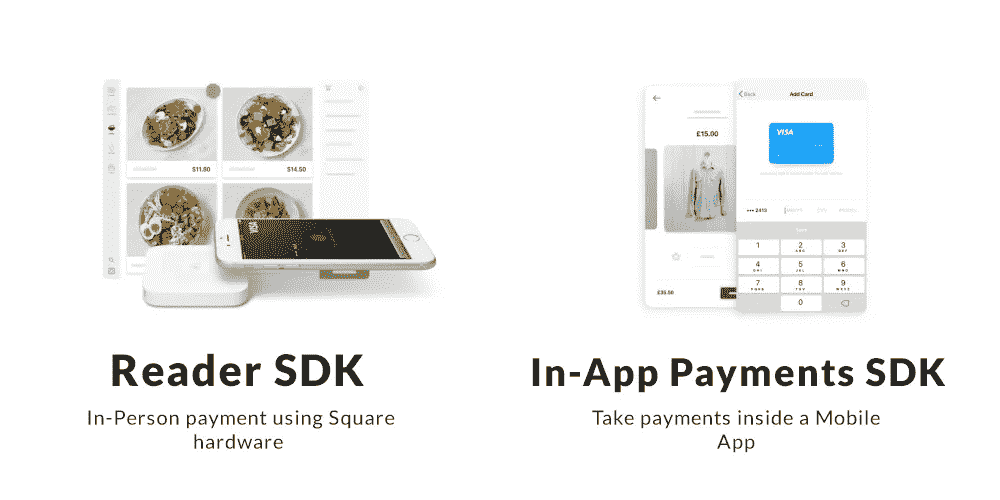 $11.80
$14.50
VISA
£15.00
£35.50
Back
Add Card
VISA
•••• 2413
1
2
ABC
3
DEF
4
GHI
5
JKL
6
MNO
7
PQRS
8
TUV
9
WXYZ
0
Reader SDK
In-Person payment using Square
hardware
In-App Payments SDK
Take payments inside a Mobile
App